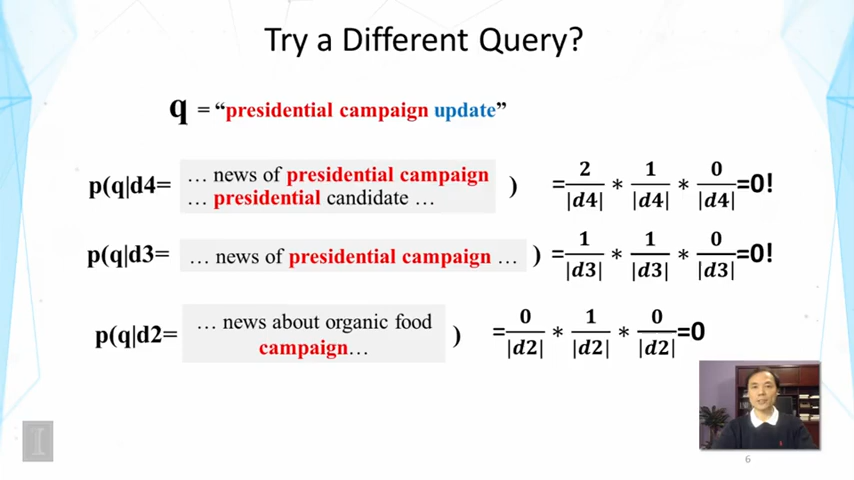 Try a Different Query?
q = “presidential campaign update”
p(q|d4= … news of presidential campaign … presidential candidate … ) = 2/|d4| * 1/|d4| * 0/|d4| =0!
p(q|d3= … news of presidential campaign … ) = 1/|d3| * 1/|d3| * 0/|d3| =0!
p(q|d2= … news about organic food campaign… ) = 0/|d2| * 1/|d2| * 0/|d2| =0
I
6